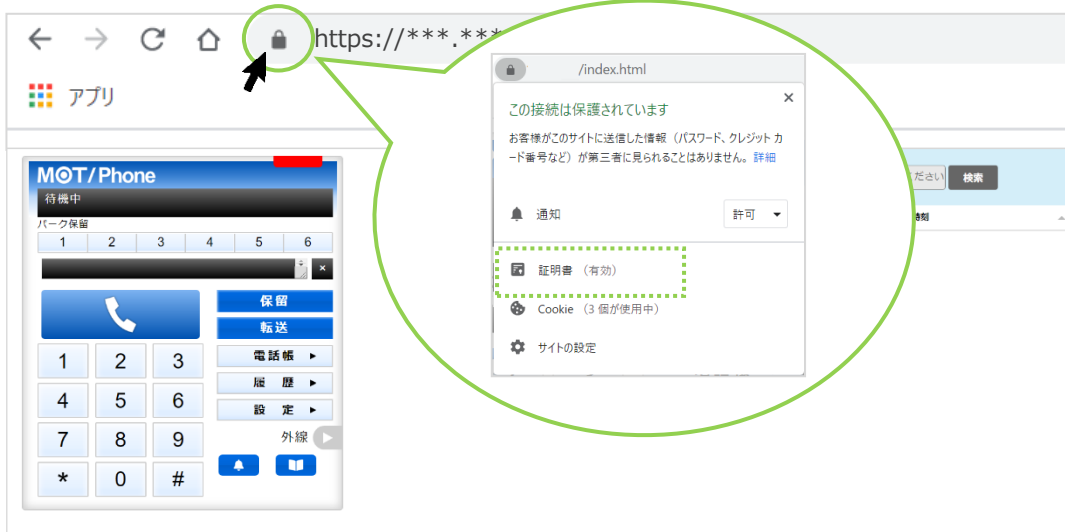 https://***.***
アプリ
/index.html
この接続は保護されています
×
お客様がこのサイトに送信した情報（パスワード、クレジット カ
ード番号など）が第三者に見られることはありません。 詳細
通知
許可
証明書 （有効）
Cookie （3 個が使用中）
サイトの設定
MOT/Phone
待機中
パーク保留
1 2 3 4 5 6
×
保留
転送
電話帳
履歴
設定
外線
1 2 3
4 5 6
7 8 9
* 0 #
ださい
検索
時刻